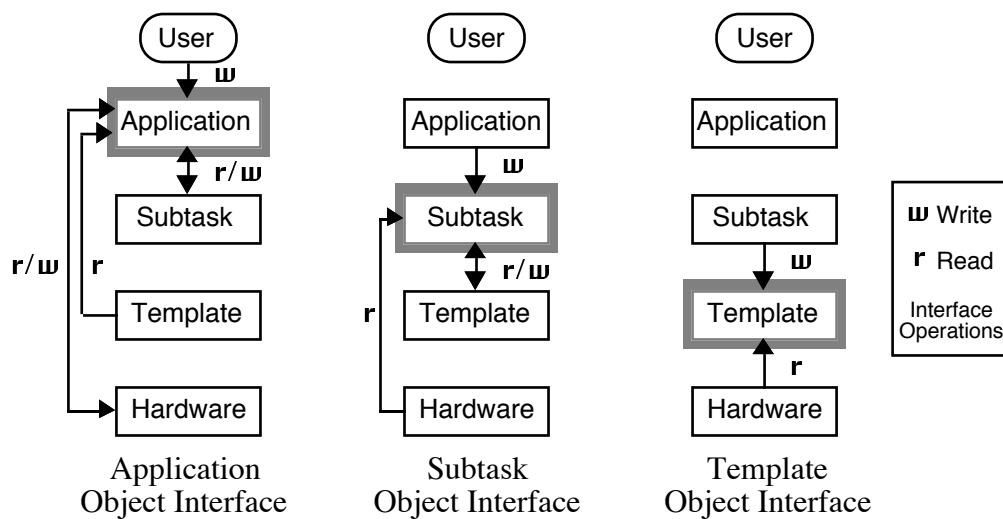 User
w
Application
r/w
Subtask
r/w
r
Template
Hardware
Application
Object Interface
User
Application
w
Subtask
r/w
r
Template
Hardware
Subtask
Object Interface
User
Application
Subtask
w
Template
r
Hardware
Template
Object Interface
w Write
r Read
Interface
Operations